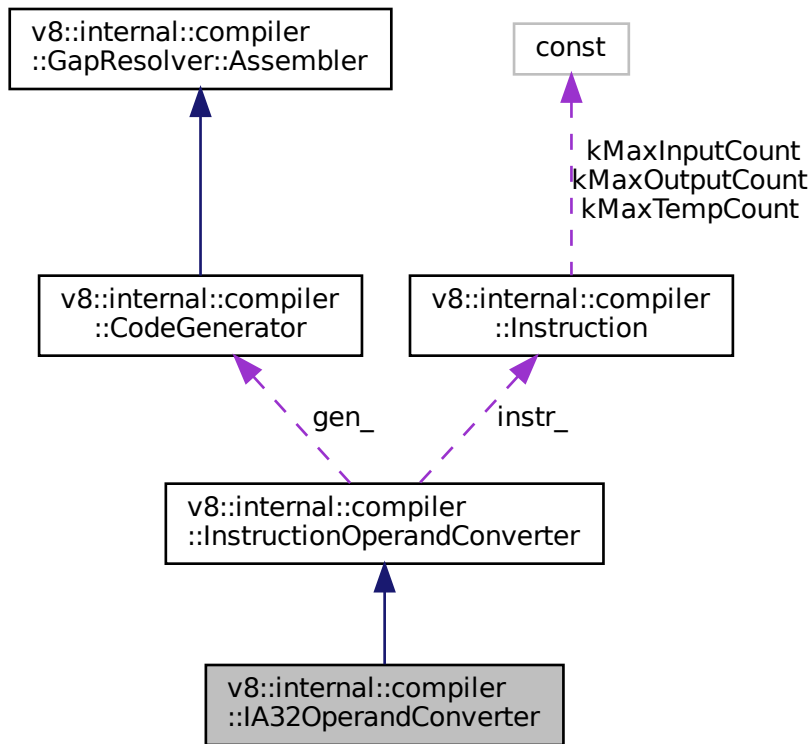 v8::internal::compiler
::GapResolver::Assembler
const
kMaxInputCount
kMaxOutputCount
kMaxTempCount
v8::internal::compiler
::CodeGenerator
v8::internal::compiler
::Instruction
gen_
instr_
v8::internal::compiler
::InstructionOperandConverter
v8::internal::compiler
::IA32OperandConverter